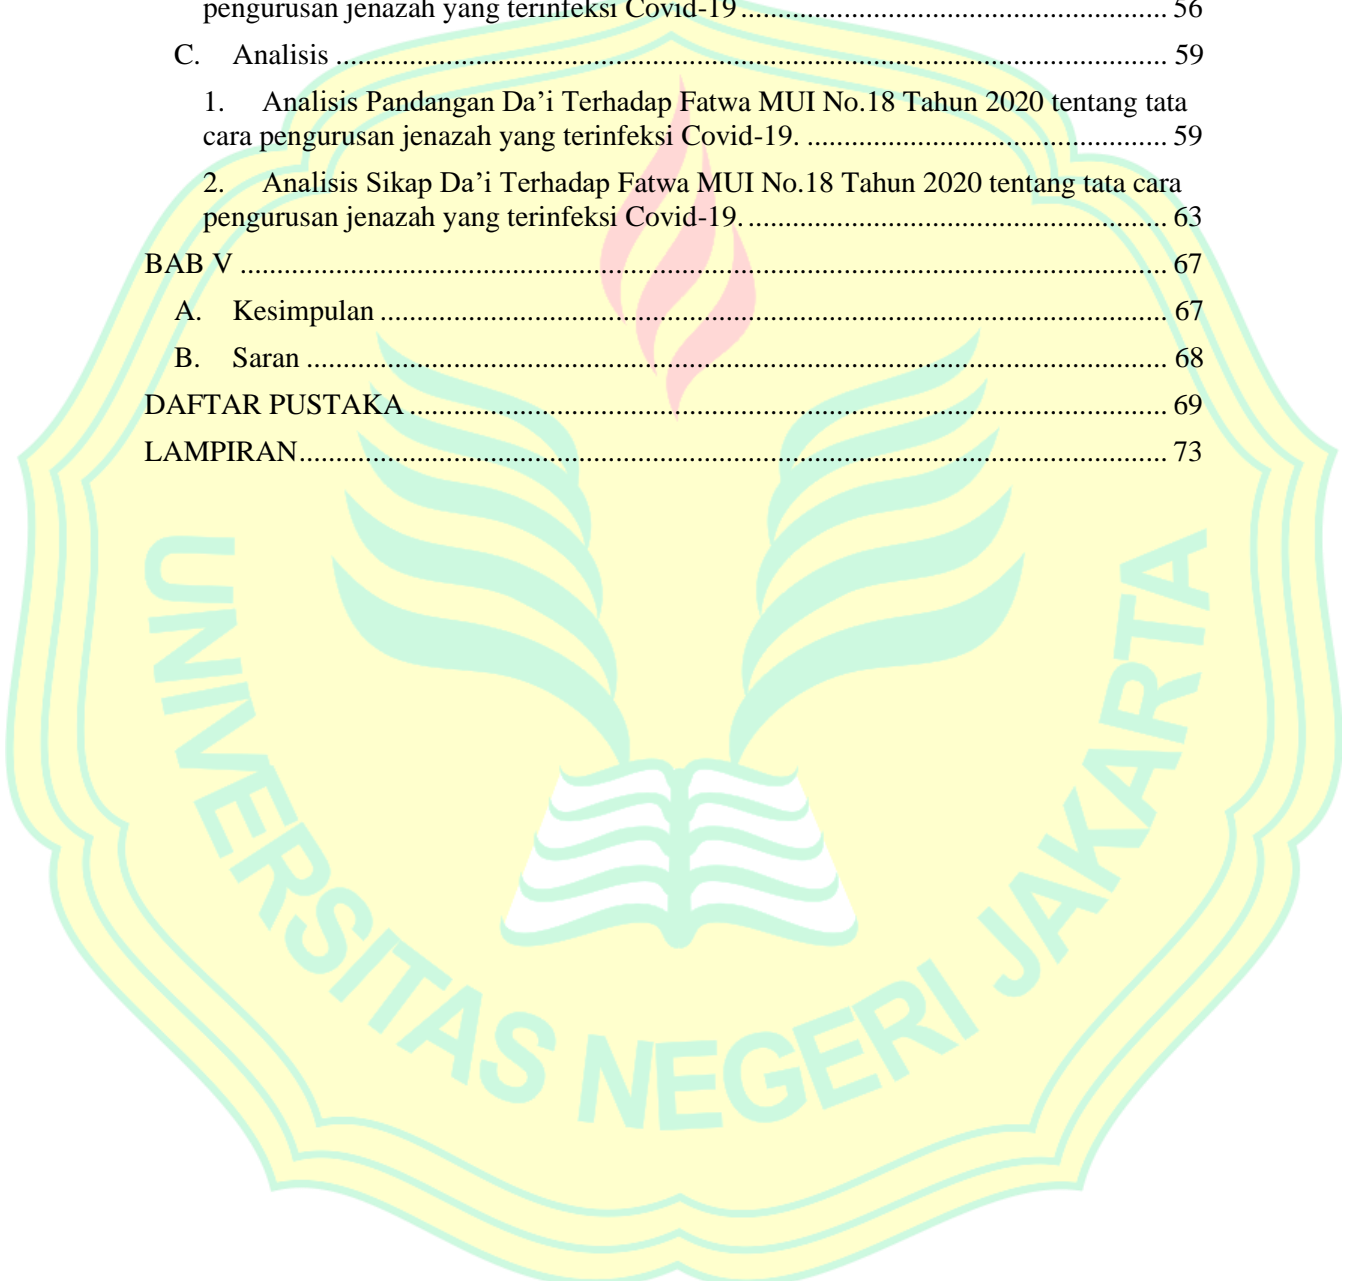 pengurusan jenazah yang terinfeksi Covid-19 ........................................................................ 56
C. Analisis ........................................................................ 59
1. Analisis Pandangan Da’i Terhadap Fatwa MUI No.18 Tahun 2020 tentang tata
cara pengurusan jenazah yang terinfeksi Covid-19. ................................................ 59
2. Analisis Sikap Da’i Terhadap Fatwa MUI No.18 Tahun 2020 tentang tata cara
pengurusan jenazah yang terinfeksi Covid-19. ........................................................ 63
BAB V ........................................................................ 67
A. Kesimpulan ........................................................................ 67
B. Saran ........................................................................ 68
DAFTAR PUSTAKA ........................................................................ 69
LAMPIRAN ........................................................................ 73
UNIVERSITAS NEGERI JAKARTA